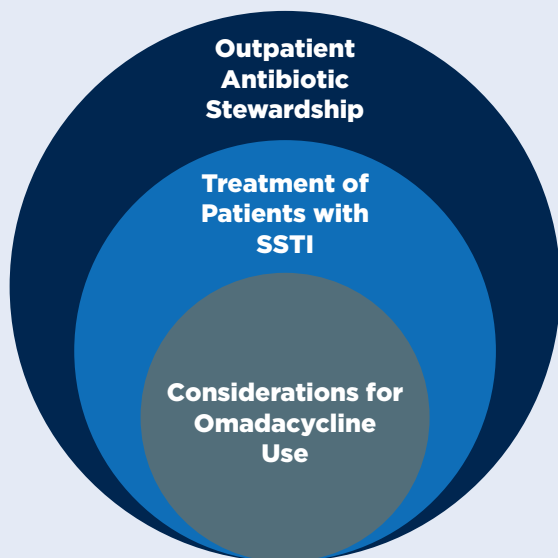 Outpatient
Antibiotic
Stewardship
Treatment of
Patients with
SSTI
Considerations for
Omadacycline
Use